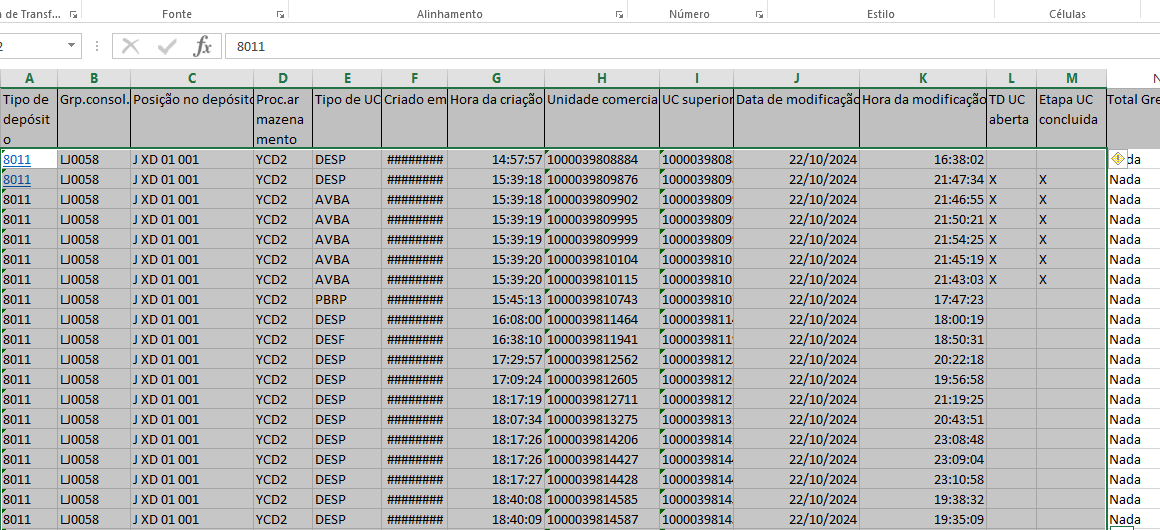 de Transf... Fonte Alinhamento Número Estilo Células
2 fx 8011
A B C D E F G H I J K L M N
Tipo de depósito Grp.consol. Posição no depósito Proc.armazenamento Tipo de UC Criado em Hora da criação Unidade comercia UC superior Data de modificação Hora da modificação TD UC aberta Etapa UC concluida Total Gre
8011 LJ0058 J XD 01 001 YCD2 DESP ######## 14:57:57 1000039808884 1000039808 22/10/2024 16:38:02 da
8011 LJ0058 J XD 01 001 YCD2 DESP ######## 15:39:18 1000039809876 1000039809 22/10/2024 21:47:34 X X Nada
8011 LJ0058 J XD 01 001 YCD2 AVBA ######## 15:39:18 1000039809902 1000039809 22/10/2024 21:46:55 X X Nada
8011 LJ0058 J XD 01 001 YCD2 AVBA ######## 15:39:19 1000039809995 1000039809 22/10/2024 21:50:21 X X Nada
8011 LJ0058 J XD 01 001 YCD2 AVBA ######## 15:39:19 1000039809999 1000039809 22/10/2024 21:54:25 X X Nada
8011 LJ0058 J XD 01 001 YCD2 AVBA ######## 15:39:20 1000039810104 1000039810 22/10/2024 21:45:19 X X Nada
8011 LJ0058 J XD 01 001 YCD2 AVBA ######## 15:39:20 1000039810115 1000039810 22/10/2024 21:43:03 X X Nada
8011 LJ0058 J XD 01 001 YCD2 PBRP ######## 15:45:13 1000039810743 1000039810 22/10/2024 17:47:23 Nada
8011 LJ0058 J XD 01 001 YCD2 DESP ######## 16:08:00 1000039811464 1000039811 22/10/2024 18:00:19 Nada
8011 LJ0058 J XD 01 001 YCD2 DESF ######## 16:38:10 1000039811941 1000039811 22/10/2024 18:50:31 Nada
8011 LJ0058 J XD 01 001 YCD2 DESP ######## 17:29:57 1000039812562 1000039812 22/10/2024 20:22:18 Nada
8011 LJ0058 J XD 01 001 YCD2 DESP ######## 17:09:24 1000039812605 1000039812 22/10/2024 19:56:58 Nada
8011 LJ0058 J XD 01 001 YCD2 DESP ######## 18:17:19 1000039812711 1000039812 22/10/2024 21:19:25 Nada
8011 LJ0058 J XD 01 001 YCD2 DESP ######## 18:07:34 1000039813275 1000039813 22/10/2024 20:43:51 Nada
8011 LJ0058 J XD 01 001 YCD2 DESP ######## 18:17:26 1000039814206 1000039814 22/10/2024 23:08:48 Nada
8011 LJ0058 J XD 01 001 YCD2 DESP ######## 18:17:26 1000039814427 1000039814 22/10/2024 23:09:04 Nada
8011 LJ0058 J XD 01 001 YCD2 DESP ######## 18:17:27 1000039814428 1000039814 22/10/2024 23:10:58 Nada
8011 LJ0058 J XD 01 001 YCD2 DESP ######## 18:40:08 1000039814585 1000039814 22/10/2024 19:38:32 Nada
8011 LJ0058 J XD 01 001 YCD2 DESP ######## 18:40:09 1000039814587 1000039814 22/10/2024 19:35:09 Nada